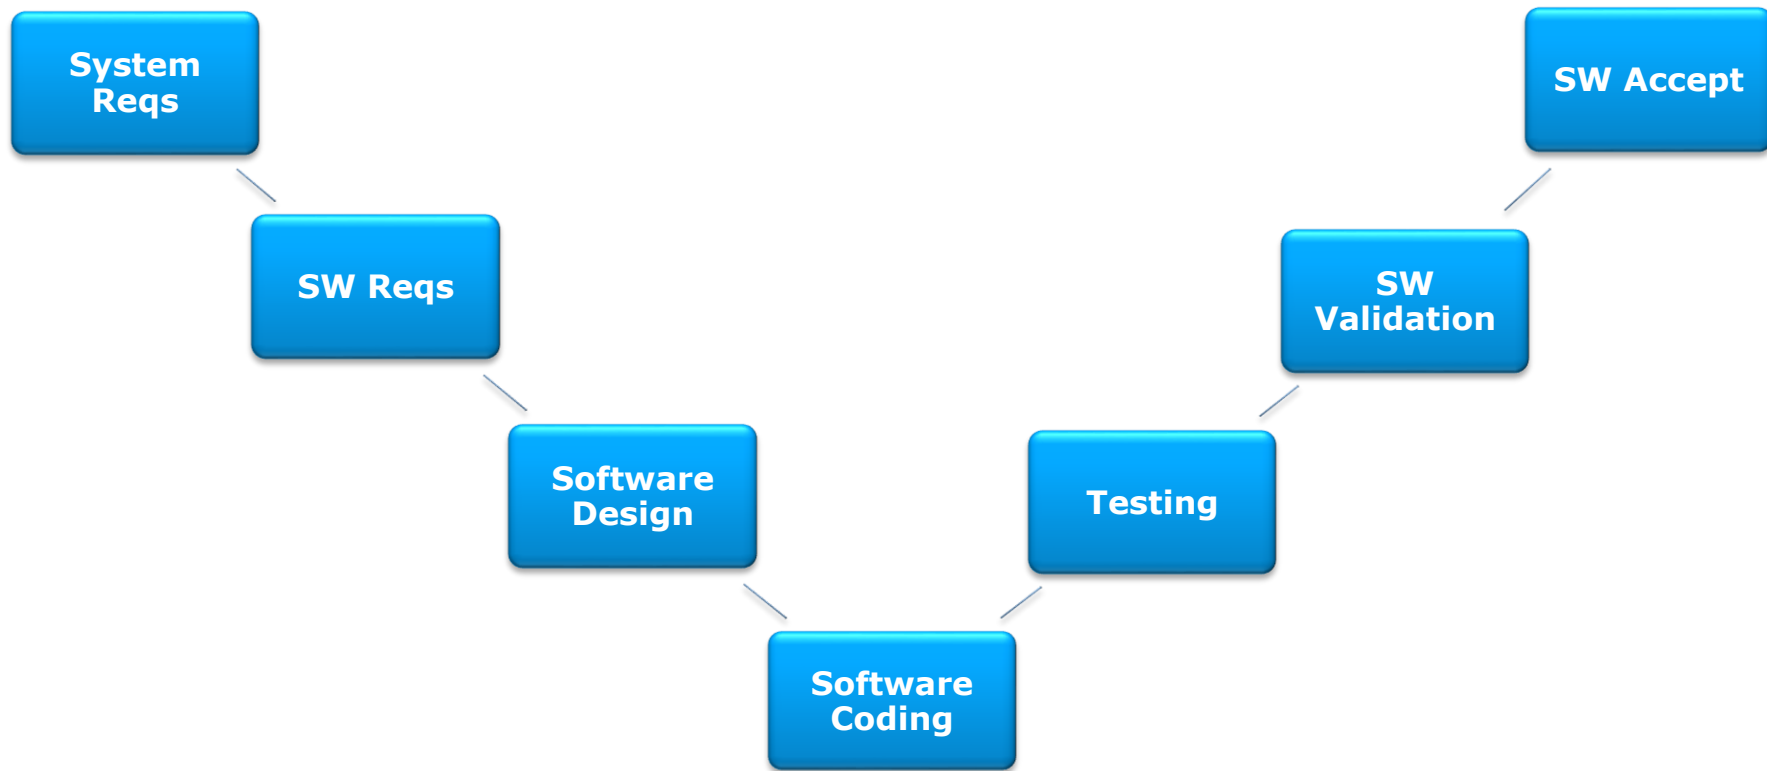 System
Reqs
SW Accept
SW Reqs
SW
Validation
Software
Design
Testing
Software
Coding